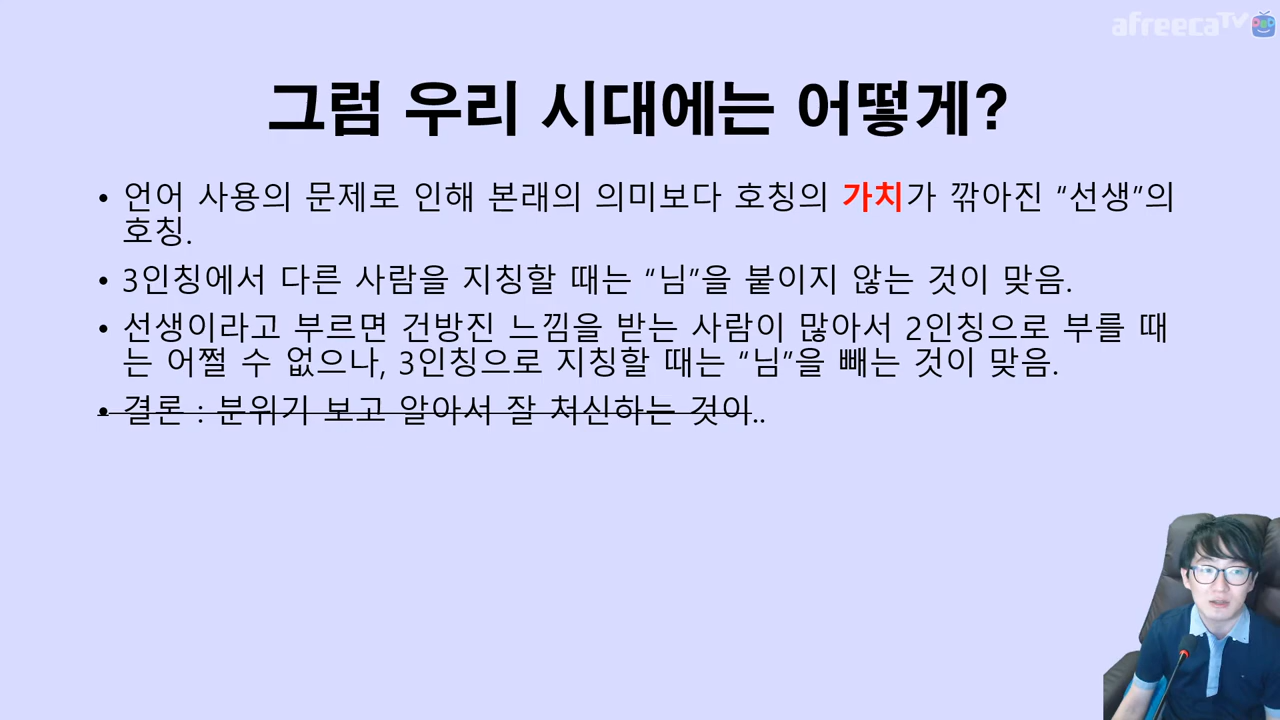 afreecaTV
그럼 우리 시대에는 어떻게?
• 언어 사용의 문제로 인해 본래의 의미보다 호칭의 가치가 깎아진 “선생”의
호칭.
• 3인칭에서 다른 사람을 지칭할 때는 “님”을 붙이지 않는 것이 맞음.
• 선생이라고 부르면 건방진 느낌을 받는 사람이 많아서 2인칭으로 부를 때
는 어쩔 수 없으나, 3인칭으로 지칭할 때는 “님”을 빼는 것이 맞음.
• 결론 : 분위기 보고 알아서 잘 처신하는 것이..